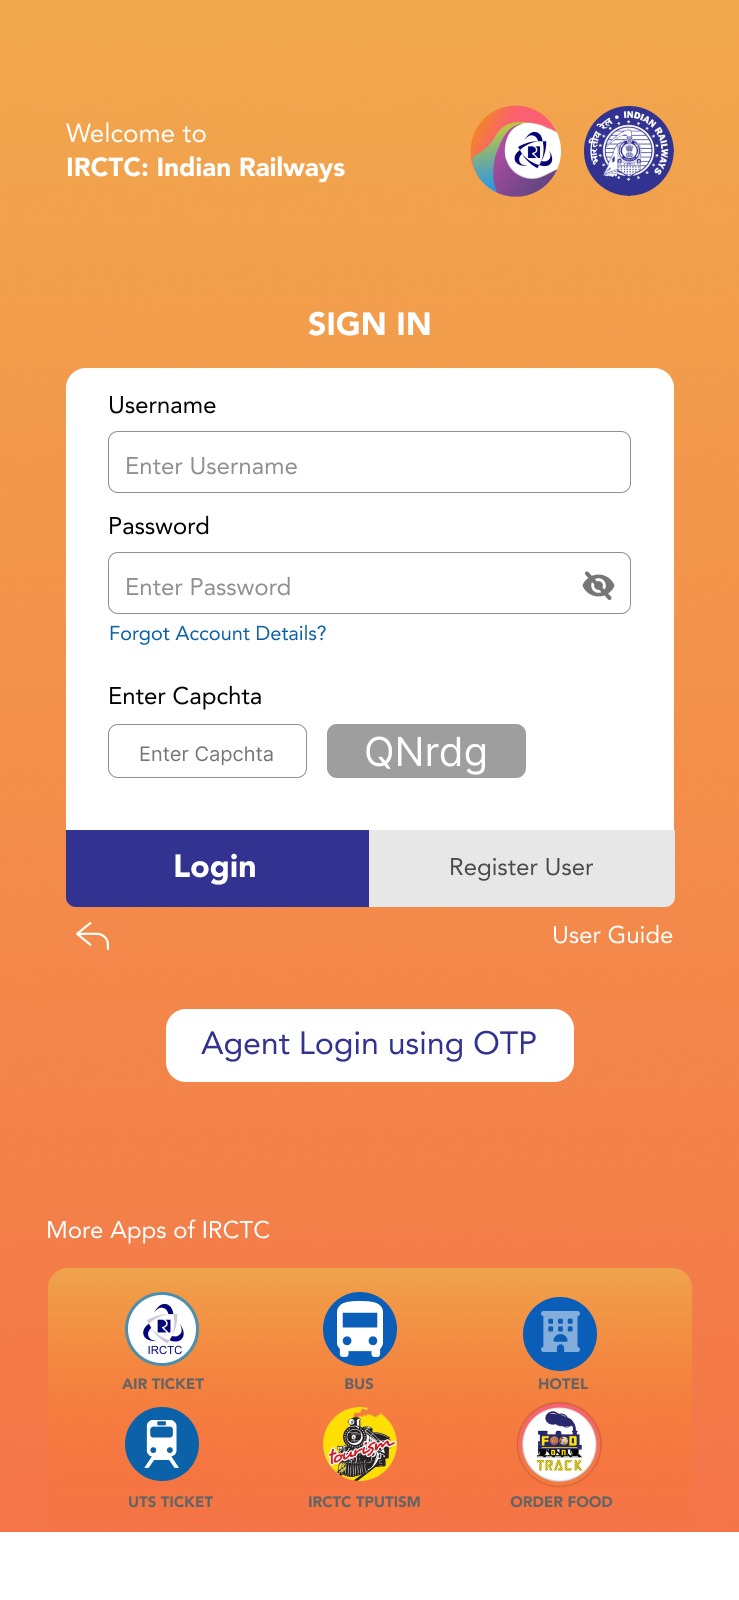 Welcome to
IRCTC: Indian Railways
भारतीय रेल • INDIAN RAILWAYS
SIGN IN
Username
Enter Username
Password
Enter Password
Forgot Account Details?
Enter Capchta
Enter Capchta
QNrdg
Login
Register User
User Guide
Agent Login using OTP
More Apps of IRCTC
IRCTC
AIR TICKET
BUS
HOTEL
tourism
FOOD
ON
TRACK
UTS TICKET
IRCTC TPUTISM
ORDER FOOD